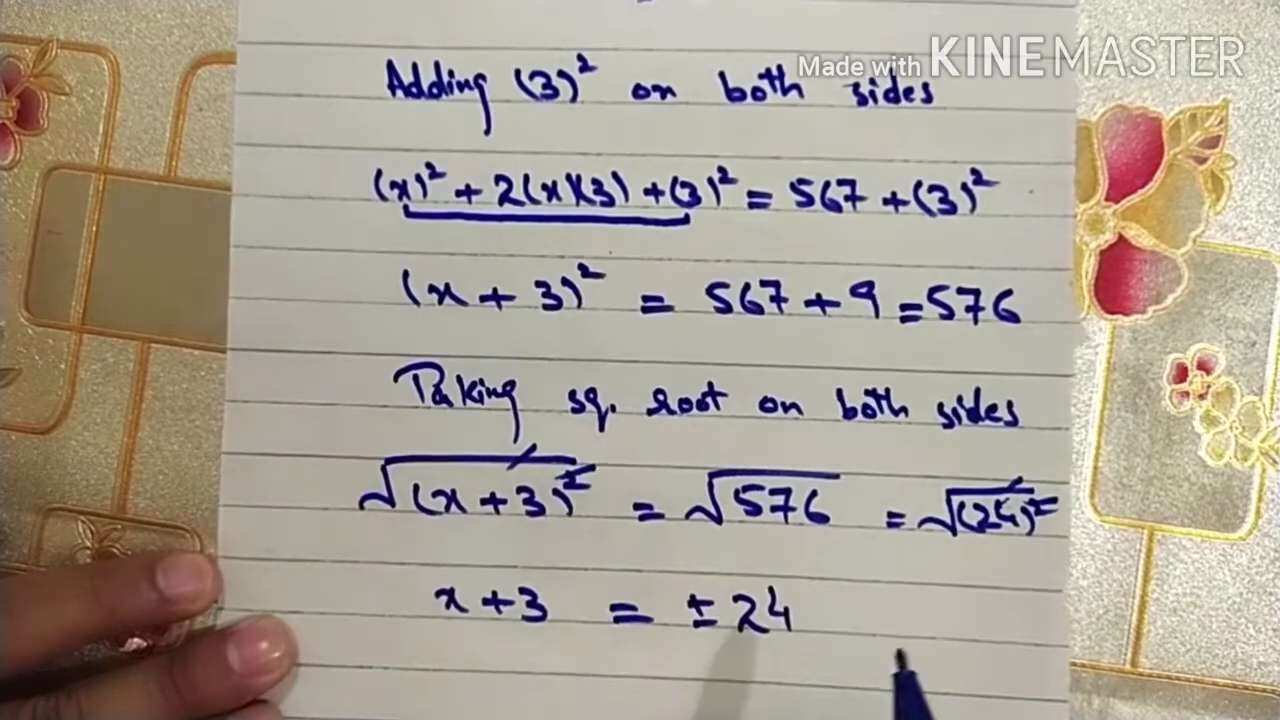 Made with KINEMASTER
Adding (3)² on both sides
(x)² + 2(x)(3) + (3)² = 567 + (3)²
(x + 3)² = 567 + 9 = 576
Taking sq. root on both sides
√(x + 3)² = √576 = √(24)²
x + 3 = ± 24